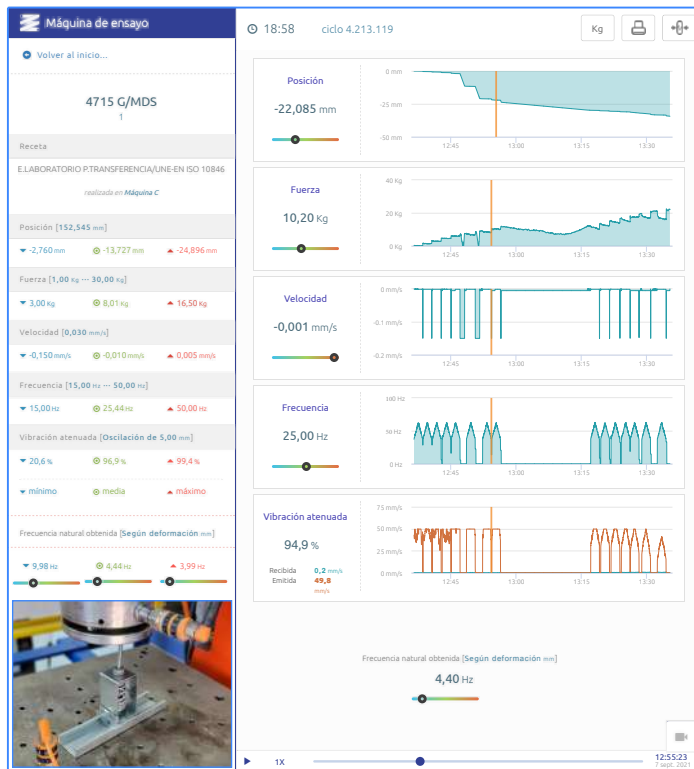 Máquina de ensayo
Volver al inicio...
4715 G/MDS
1
Receta
E.LABORATORIO P.TRANSFERENCIA/UNE-EN ISO 10846
realizada en Máquina C
Posición [152,545 mm]
-2,760 mm -13,727 mm -24,896 mm
Fuerza [1,00 Kg ··· 30,00 Kg]
3,00 Kg 8,01 Kg 16,50 Kg
Velocidad [0,030 mm/s]
-0,150 mm/s -0,010 mm/s 0,005 mm/s
Frecuencia [15,00 Hz ··· 50,00 Hz]
15,00 Hz 25,44 Hz 50,00 Hz
Vibración atenuada [Oscilación de 5,00 mm]
20,6 % 96,9 % 99,4 %
mínimo media máximo
Frecuencia natural obtenida [Según deformación mm]
9,98 Hz 4,44 Hz 3,99 Hz
18:58 ciclo 4.213.119
Kg
Posición
-22,085 mm
0 mm
-25 mm
-50 mm
12:45 13:00 13:15 13:30
Fuerza
10,20 Kg
40 Kg
20 Kg
0 Kg
12:45 13:00 13:15 13:30
Velocidad
-0,001 mm/s
0 mm/s
-0,1 mm/s
-0,2 mm/s
12:45 13:00 13:15 13:30
Frecuencia
25,00 Hz
100 Hz
50 Hz
0 Hz
12:45 13:00 13:15 13:30
Vibración atenuada
94,9 %
Recibida 0,2 mm/s
Emitida 49,8
mm/s
75 mm/s
50 mm/s
25 mm/s
0 mm/s
12:45 13:00 13:15 13:30
Frecuencia natural obtenida [Según deformación mm]
4,40 Hz
1X
12:55:23
7 sept. 2021